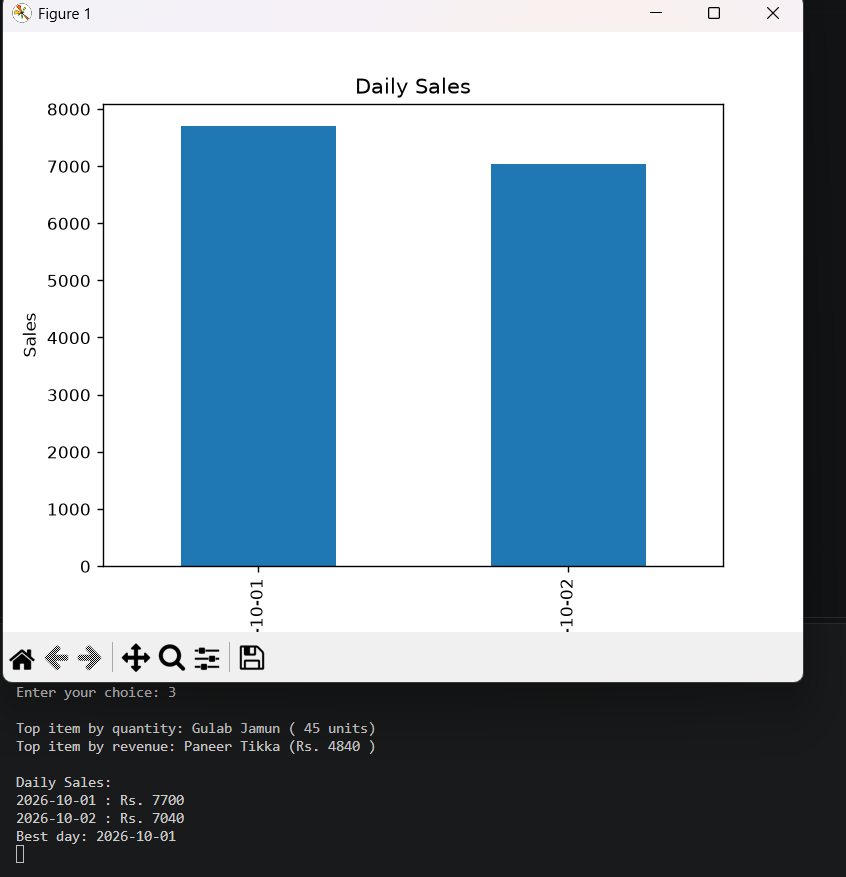 Figure 1
Daily Sales
8000
7000
6000
5000
4000
3000
2000
1000
0
Sales
-10-01
-10-02
Enter your choice: 3
Top item by quantity: Gulab Jamun ( 45 units)
Top item by revenue: Paneer Tikka (Rs. 4840 )
Daily Sales:
2026-10-01 : Rs. 7700
2026-10-02 : Rs. 7040
Best day: 2026-10-01